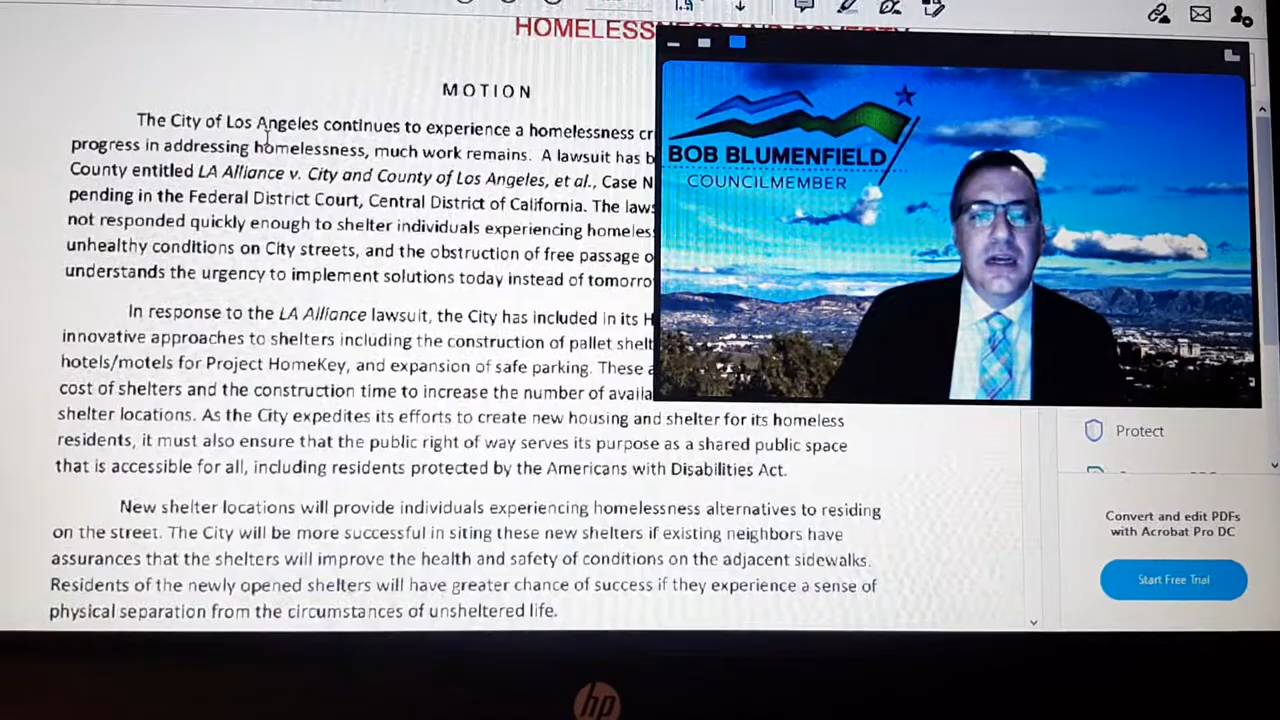 HOMELESSNESS AND POVERTY
MOTION
The City of Los Angeles continues to experience a homelessness cr
progress in addressing homelessness, much work remains. A lawsuit has b
County entitled LA Alliance v. City and County of Los Angeles, et al., Case N
pending in the Federal District Court, Central District of California. The laws
not responded quickly enough to shelter individuals experiencing homeles
unhealthy conditions on City streets, and the obstruction of free passage o
understands the urgency to implement solutions today instead of tomorro
In response to the LA Alliance lawsuit, the City has included in its H
innovative approaches to shelters including the construction of pallet shelt
hotels/motels for Project HomeKey, and expansion of safe parking. These a
cost of shelters and the construction time to increase the number of availa
shelter locations. As the City expedites its efforts to create new housing and shelter for its homeless
residents, it must also ensure that the public right of way serves its purpose as a shared public space
that is accessible for all, including residents protected by the Americans with Disabilities Act.
New shelter locations will provide individuals experiencing homelessness alternatives to residing
on the street. The City will be more successful in siting these new shelters if existing neighbors have
assurances that the shelters will improve the health and safety of conditions on the adjacent sidewalks.
Residents of the newly opened shelters will have greater chance of success if they experience a sense of
physical separation from the circumstances of unsheltered life.
BOB BLUMENFIELD
COUNCILMEMBER
Protect
Convert and edit PDFs
with Acrobat Pro DC
Start Free Trial
hp